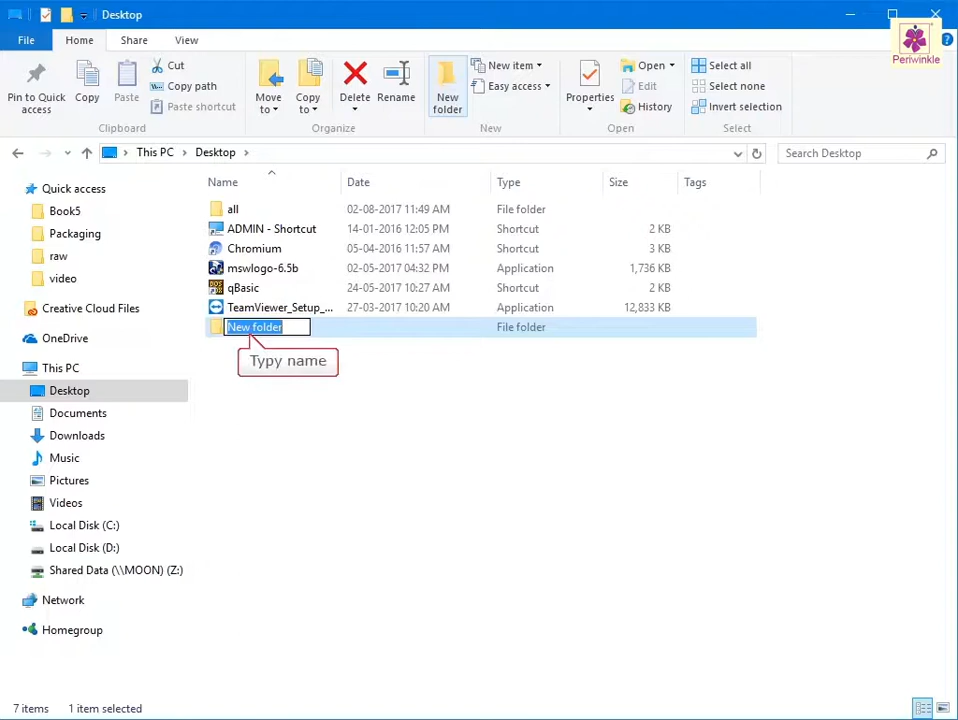 Desktop
Periwinkle
File Home Share View
Pin to Quick access
Copy
Paste
Cut
Copy path
Paste shortcut
Clipboard
Move to
Copy to
Delete
Rename
Organize
New folder
New item
Easy access
New
Properties
Open
Edit
History
Open
Select all
Select none
Invert selection
Select
This PC > Desktop >
Search Desktop
Quick access
Book5
Packaging
raw
video
Creative Cloud Files
OneDrive
This PC
Desktop
Documents
Downloads
Music
Pictures
Videos
Local Disk (C:)
Local Disk (D:)
Shared Data (\\MOON) (Z:)
Network
Homegroup
Name Date Type Size Tags
all 02-08-2017 11:49 AM File folder
ADMIN - Shortcut 14-01-2016 12:05 PM Shortcut 2 KB
Chromium 05-04-2016 11:57 AM Shortcut 3 KB
mswlogo-6.5b 02-05-2017 04:32 PM Application 1,736 KB
qBasic 24-05-2017 10:27 AM Shortcut 2 KB
TeamViewer_Setup_... 27-03-2017 10:20 AM Application 12,833 KB
New folder File folder
Typy name
7 items 1 item selected